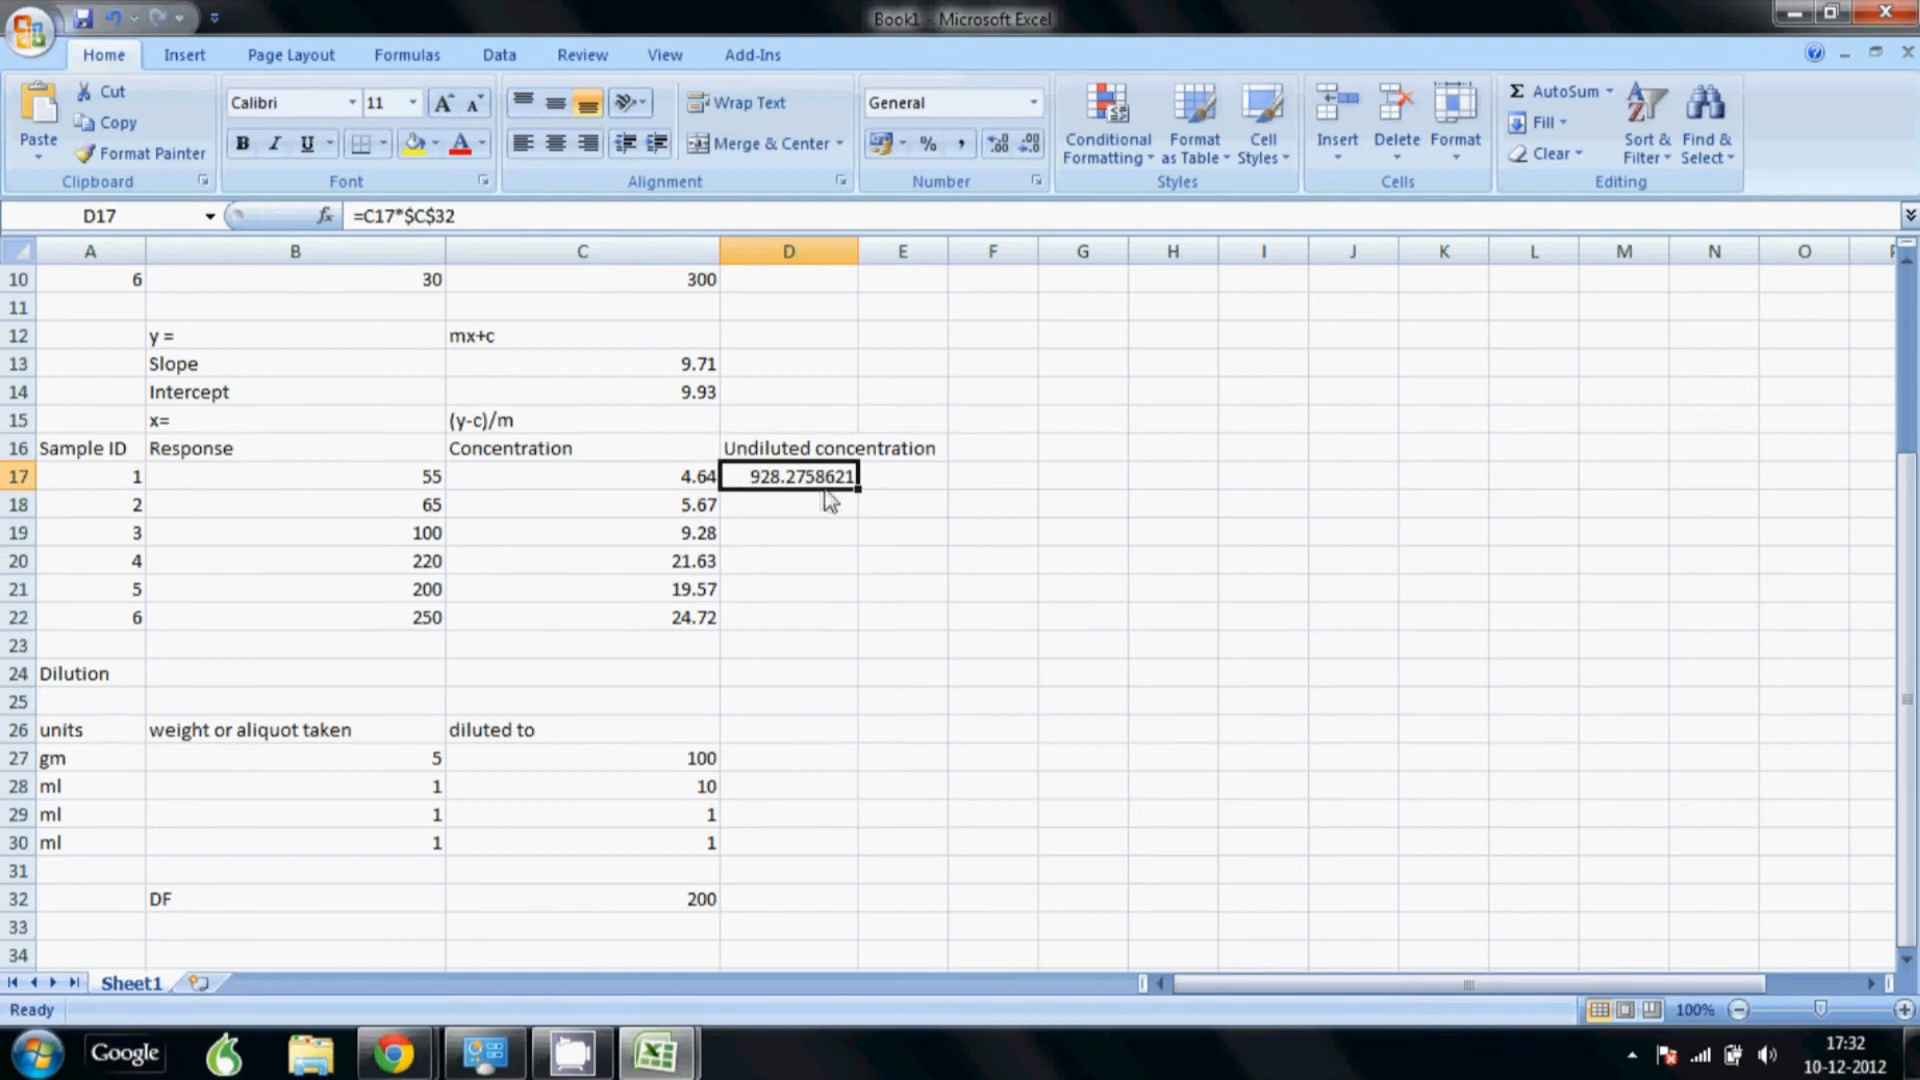 Book1 - Microsoft Excel
Home Insert Page Layout Formulas Data Review View Add-Ins
Paste
Cut
Copy
Format Painter
Clipboard
Calibri 11
B I U
Font
Wrap Text
Merge & Center
Alignment
General
%
Number
Conditional Formatting
Format as Table
Cell Styles
Styles
Insert
Delete
Format
Cells
Σ AutoSum
Fill
Clear
Sort & Filter
Find & Select
Editing
D17 fx =C17*$C$32
A B C D E F G H I J K L M N O
10 6 30 300
11
12 y = mx+c
13 Slope 9.71
14 Intercept 9.93
15 x= (y-c)/m
16 Sample ID Response Concentration Undiluted concentration
17 1 55 4.64 928.2758621
18 2 65 5.67
19 3 100 9.28
20 4 220 21.63
21 5 200 19.57
22 6 250 24.72
23
24 Dilution
25
26 units weight or aliquot taken diluted to
27 gm 5 100
28 ml 1 10
29 ml 1 1
30 ml 1 1
31
32 DF 200
33
34
Sheet1
Ready 100%
Google 17:32
10-12-2012